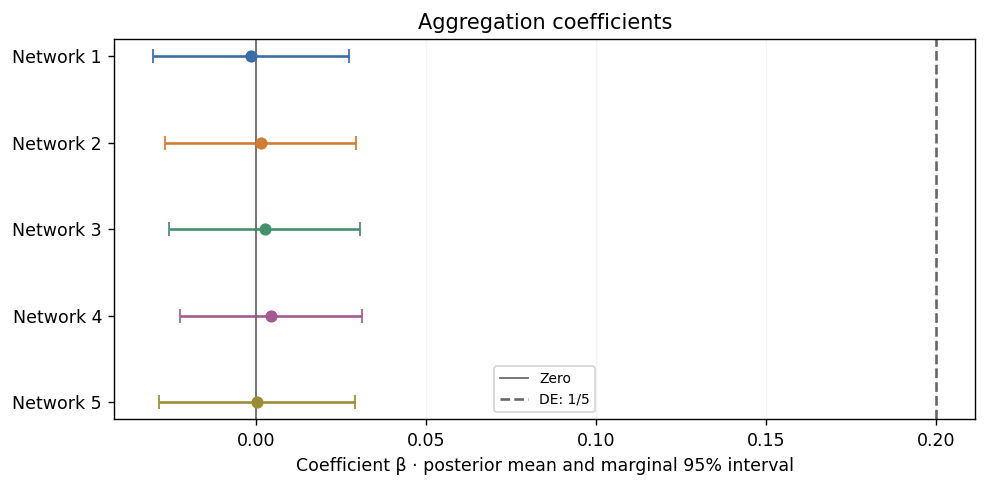 Aggregation coefficients
Network 1
Network 2
Network 3
Network 4
Network 5
Zero
DE: 1/5
0.00 0.05 0.10 0.15 0.20
Coefficient β · posterior mean and marginal 95% interval